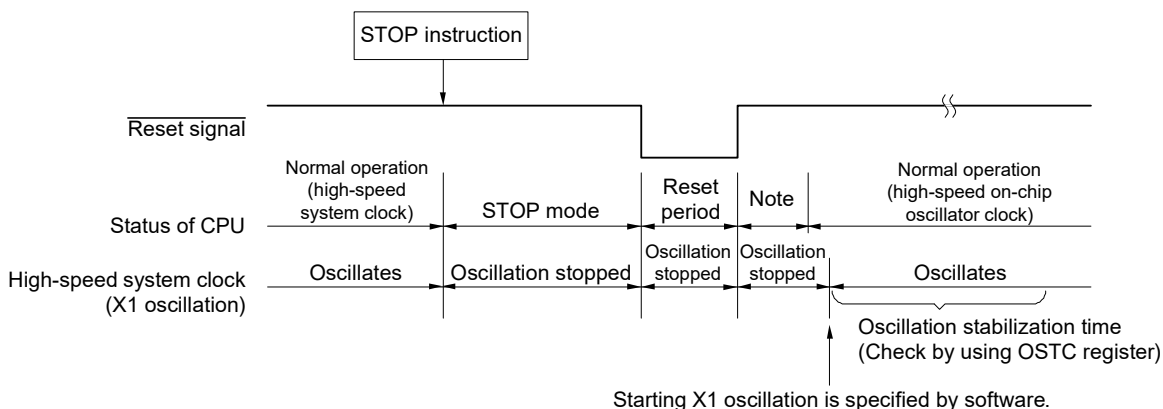 STOP instruction
Reset signal
Normal operation
(high-speed
system clock)
Reset
period
Note
Normal operation
(high-speed on-chip
oscillator clock)
Status of CPU
STOP mode
High-speed system clock
(X1 oscillation)
Oscillates
Oscillation stopped
Oscillation
stopped
Oscillation
stopped
Oscillates
Oscillation stabilization time
(Check by using OSTC register)
Starting X1 oscillation is specified by software.